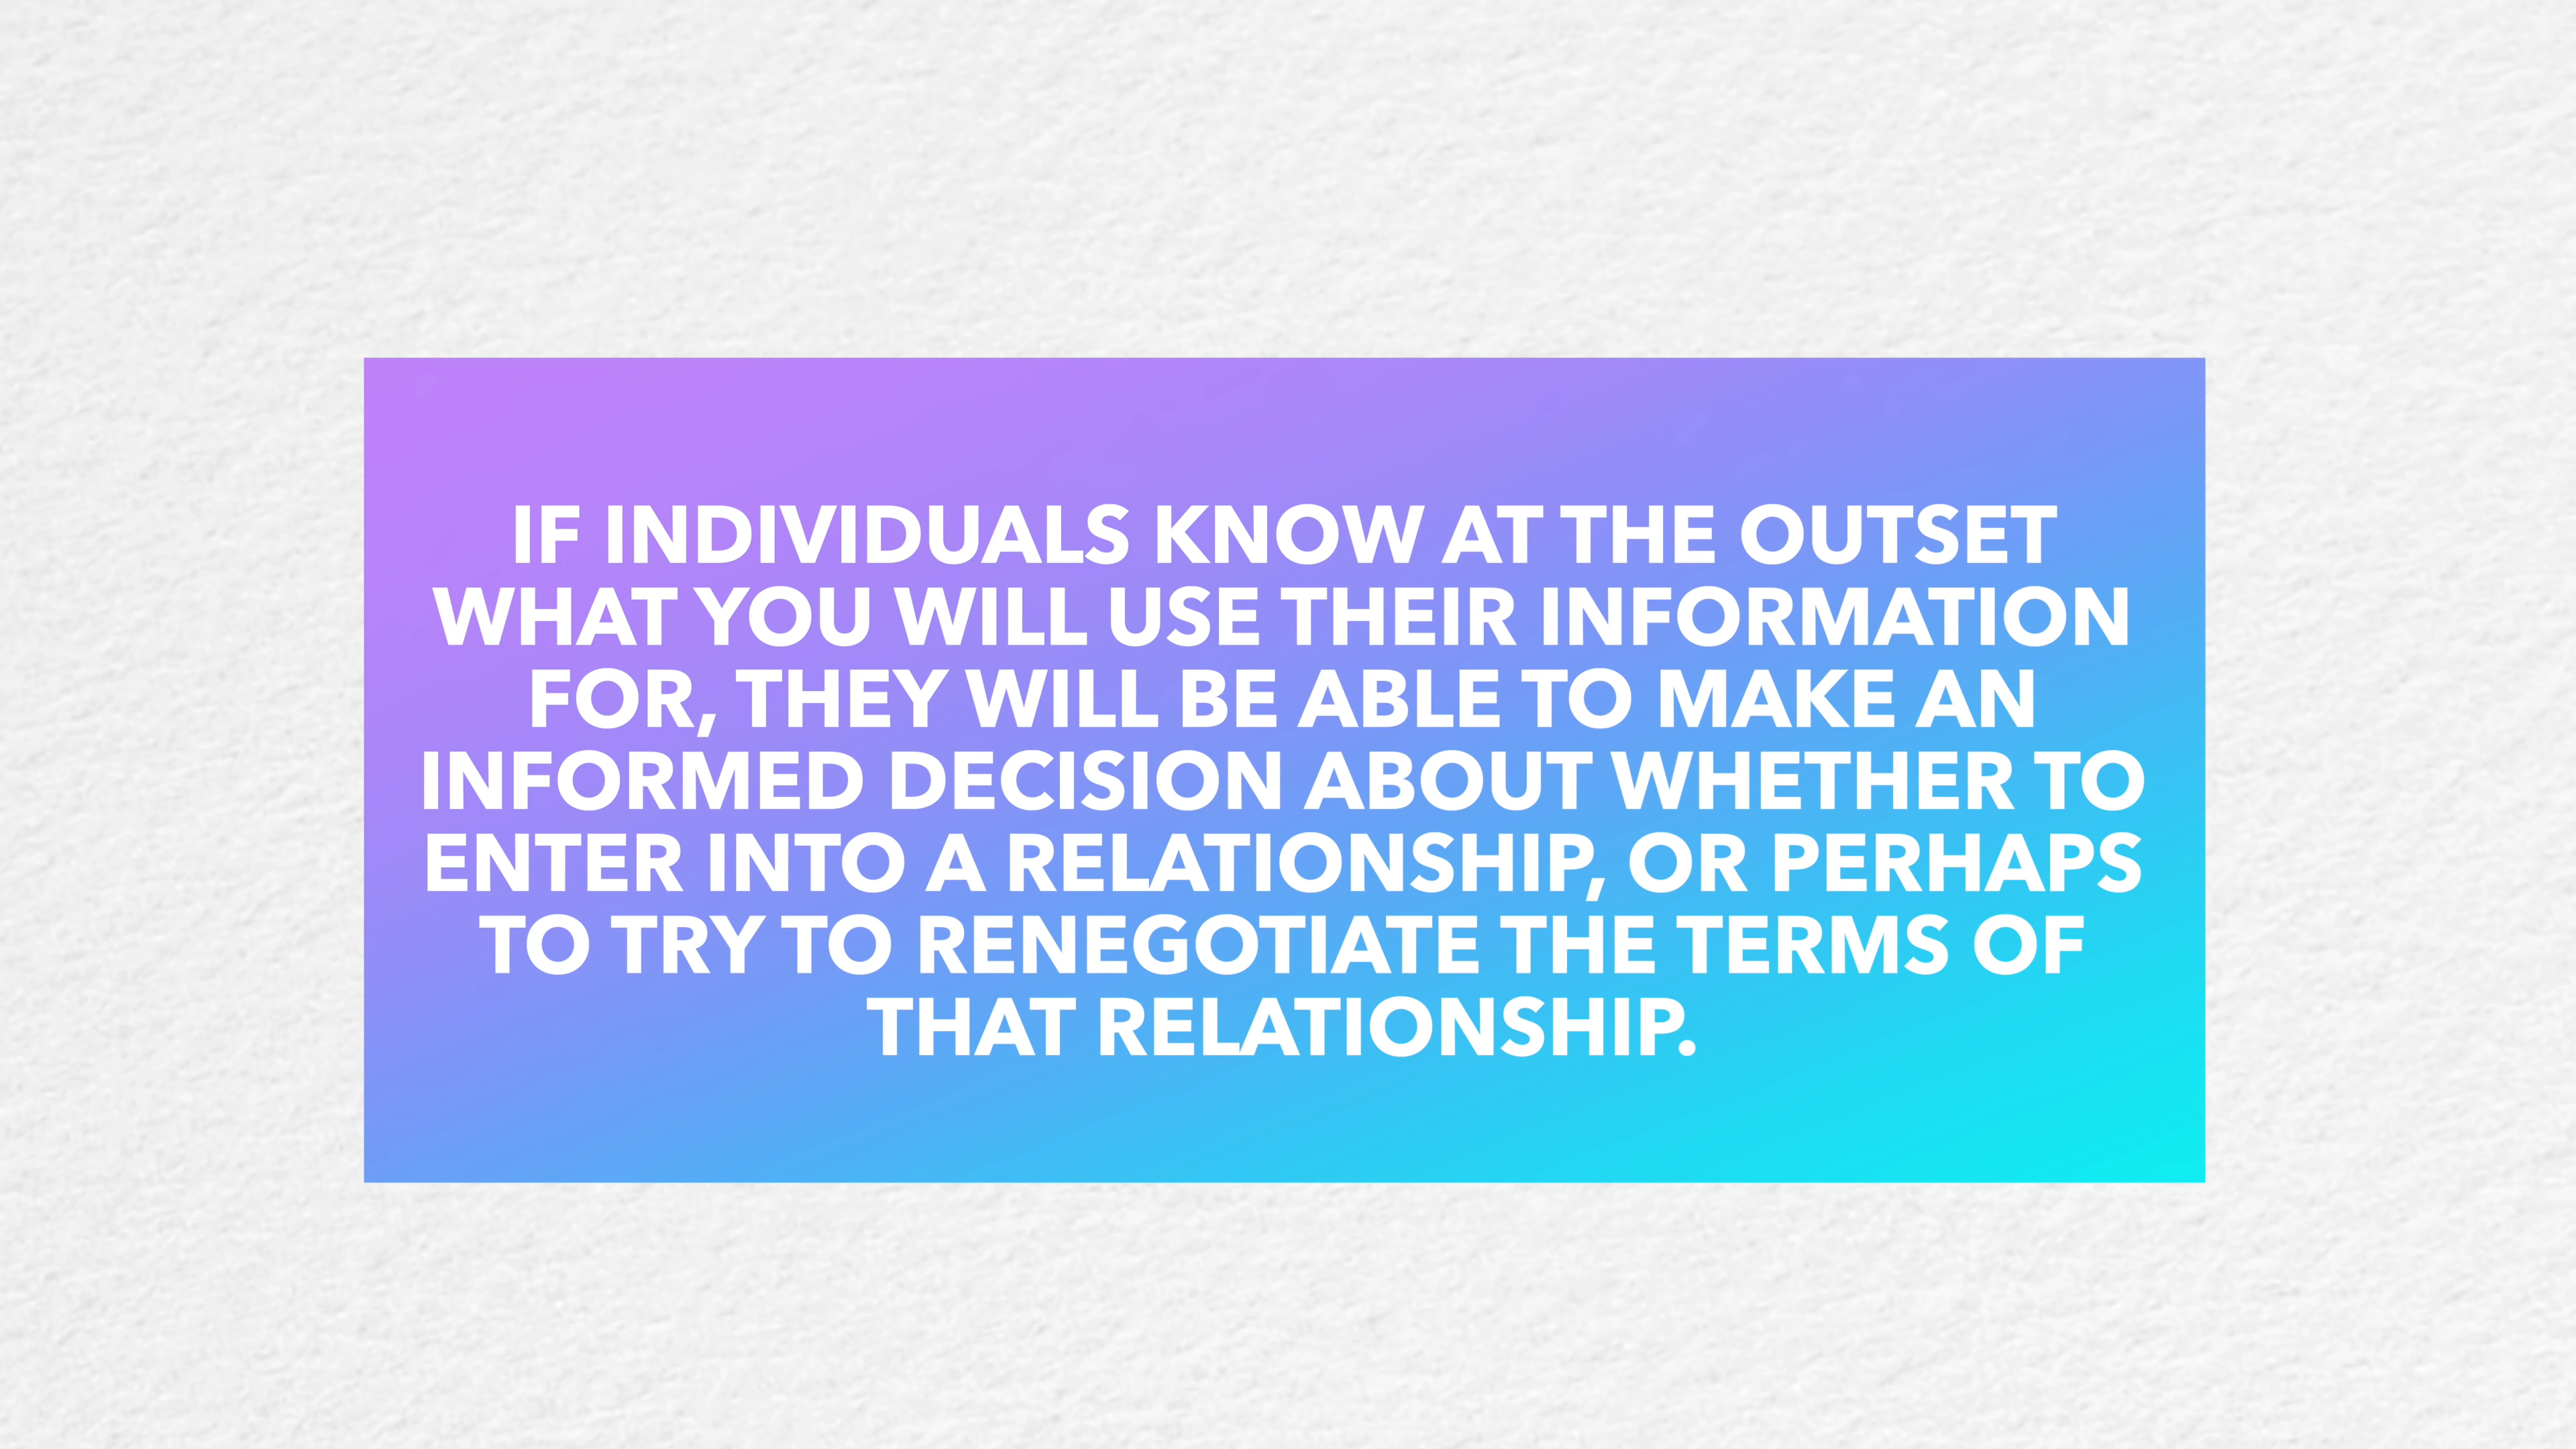 IF INDIVIDUALS KNOW AT THE OUTSET
WHAT YOU WILL USE THEIR INFORMATION
FOR, THEY WILL BE ABLE TO MAKE AN
INFORMED DECISION ABOUT WHETHER TO
ENTER INTO A RELATIONSHIP, OR PERHAPS
TO TRY TO RENEGOTIATE THE TERMS OF
THAT RELATIONSHIP.